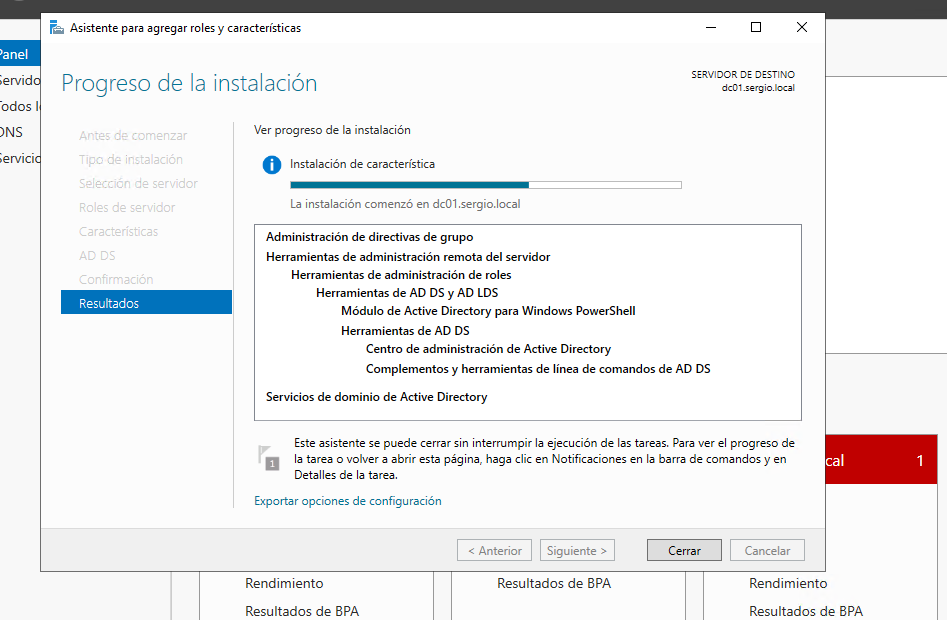 Asistente para agregar roles y características
Progreso de la instalación
SERVIDOR DE DESTINO
dc01.sergio.local
Panel
Todos
DNS
Antes de comenzar
Tipo de instalación
Selección de servidor
Roles de servidor
Características
AD DS
Confirmación
Resultados
Ver progreso de la instalación
Instalación de característica
La instalación comenzó en dc01.sergio.local
Administración de directivas de grupo
Herramientas de administración remota del servidor
Herramientas de administración de roles
Herramientas de AD DS y AD LDS
Módulo de Active Directory para Windows PowerShell
Herramientas de AD DS
Centro de administración de Active Directory
Complementos y herramientas de línea de comandos de AD DS
Servicios de dominio de Active Directory
1
Este asistente se puede cerrar sin interrumpir la ejecución de las tareas. Para ver el progreso de
la tarea o volver a abrir esta página, haga clic en Notificaciones en la barra de comandos y en
Detalles de la tarea.
Exportar opciones de configuración
cal 1
< Anterior
Siguiente >
Cerrar
Cancelar
Rendimiento
Resultados de BPA
Resultados de BPA
Rendimiento
Resultados de BPA